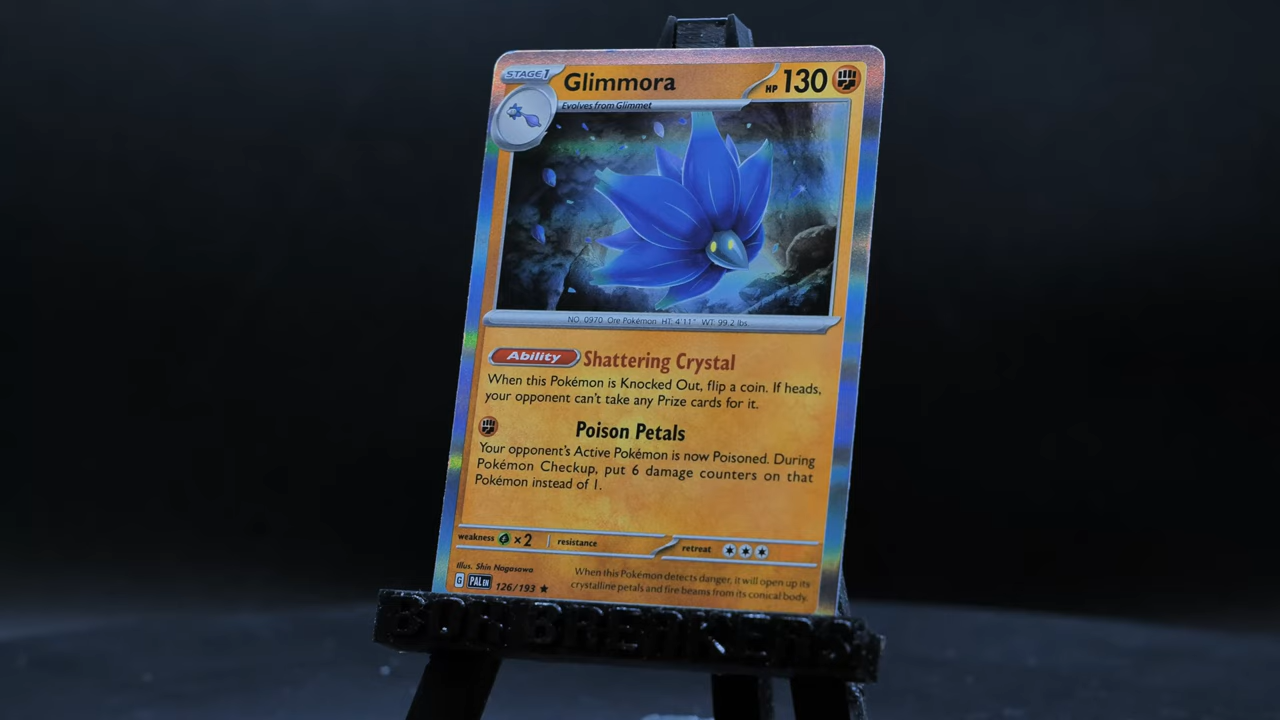 STAGE 1
Glimmora
HP 130
Evolves from Glimmet
NO. 0970 Ore Pokémon HT: 4'11" WT: 99.2 lbs.
Ability Shattering Crystal
When this Pokémon is Knocked Out, flip a coin. If heads,
your opponent can't take any Prize cards for it.
Poison Petals
Your opponent's Active Pokémon is now Poisoned. During
Pokémon Checkup, put 6 damage counters on that
Pokémon instead of 1.
weakness ×2 resistance retreat
Illus. Shin Nagasawa
When this Pokémon detects danger, it will open up its
crystalline petals and fire beams from its conical body.
G PAL EN 126/193
BOX BREAKERS